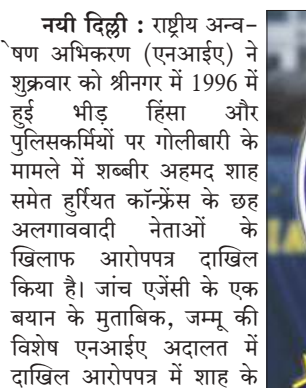 नयी दिल्ली : राष्ट्रीय अन्व-
ेषण अभिकरण (एनआईए) ने
शुक्रवार को श्रीनगर में 1996 में
हुई भीड़ हिंसा और
पुलिसकर्मियों पर गोलीबारी के
मामले में शब्बीर अहमद शाह
समेत हुर्रियत कॉन्फ्रेंस के छह
अलगाववादी नेताओं के
खिलाफ आरोपपत्र दाखिल
किया है। जांच एजेंसी के एक
बयान के मुताबिक, जम्मू की
विशेष एनआईए अदालत में
दाखिल आरोपपत्र में शाह के